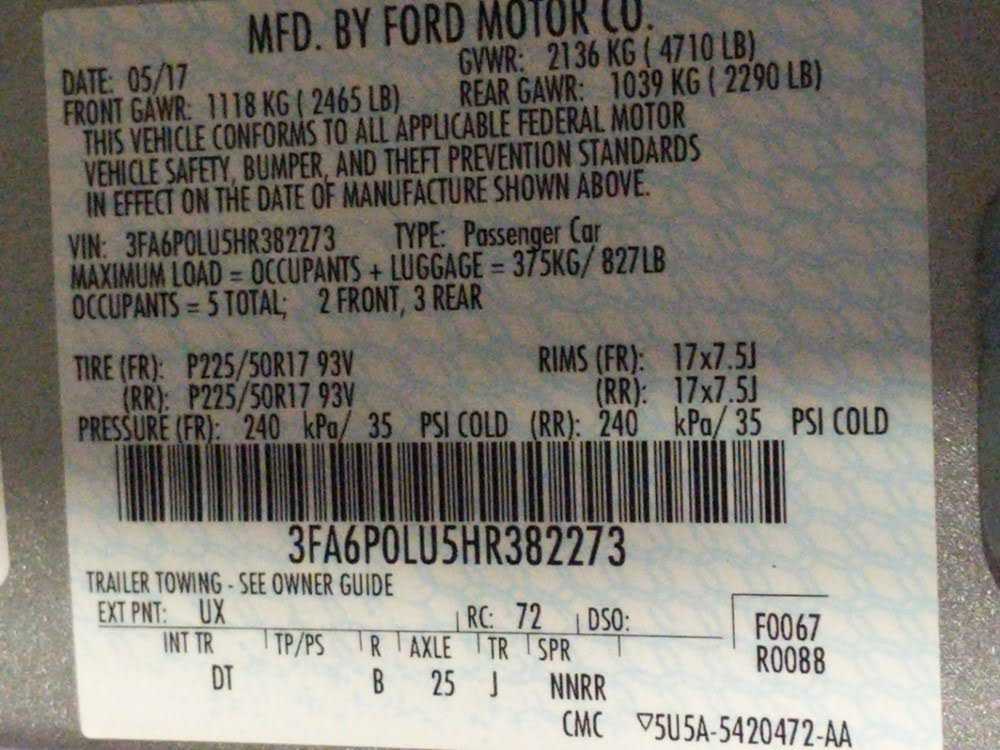 MFD. BY FORD MOTOR CO.
DATE: 05/17 GVWR: 2136 KG ( 4710 LB)
FRONT GAWR: 1118 KG ( 2465 LB) REAR GAWR: 1039 KG ( 2290 LB)
THIS VEHICLE CONFORMS TO ALL APPLICABLE FEDERAL MOTOR
VEHICLE SAFETY, BUMPER, AND THEFT PREVENTION STANDARDS
IN EFFECT ON THE DATE OF MANUFACTURE SHOWN ABOVE.
VIN: 3FA6P0LU5HR382273 TYPE: Passenger Car
MAXIMUM LOAD = OCCUPANTS + LUGGAGE = 375KG/ 827LB
OCCUPANTS = 5 TOTAL; 2 FRONT, 3 REAR
TIRE (FR): P225/50R17 93V RIMS (FR): 17x7.5J
(RR): P225/50R17 93V (RR): 17x7.5J
PRESSURE (FR): 240 kPa/ 35 PSI COLD (RR): 240 kPa/ 35 PSI COLD
3FA6P0LU5HR382273
TRAILER TOWING - SEE OWNER GUIDE
EXT PNT: UX RC: 72 DSO:
F0067
INT TR TP/PS R AXLE TR SPR
R0088
DT B 25 J NNRR
CMC ▽5U5A-5420472-AA